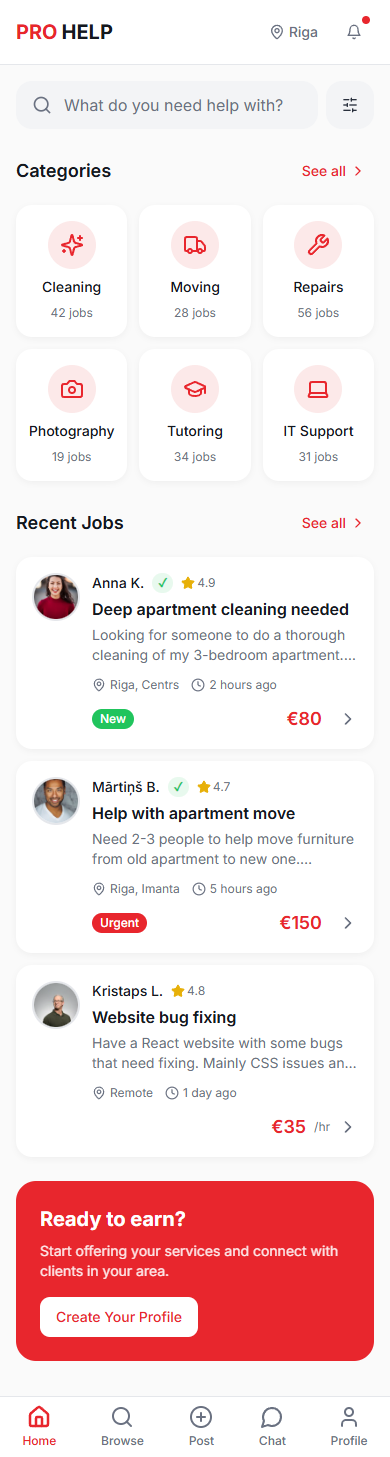 PRO HELP
Riga
What do you need help with?
Categories
See all
Cleaning
42 jobs
Moving
28 jobs
Repairs
56 jobs
Photography
19 jobs
Tutoring
34 jobs
IT Support
31 jobs
Recent Jobs
See all
Anna K. ✓ 4.9
Deep apartment cleaning needed
Looking for someone to do a thorough
cleaning of my 3-bedroom apartment....
Riga, Centrs 2 hours ago
New €80
Mārtiņš B. ✓ 4.7
Help with apartment move
Need 2-3 people to help move furniture
from old apartment to new one....
Riga, Imanta 5 hours ago
Urgent €150
Kristaps L. 4.8
Website bug fixing
Have a React website with some bugs
that need fixing. Mainly CSS issues an...
Remote 1 day ago
€35 /hr
Ready to earn?
Start offering your services and connect with
clients in your area.
Create Your Profile
Home Browse Post Chat Profile